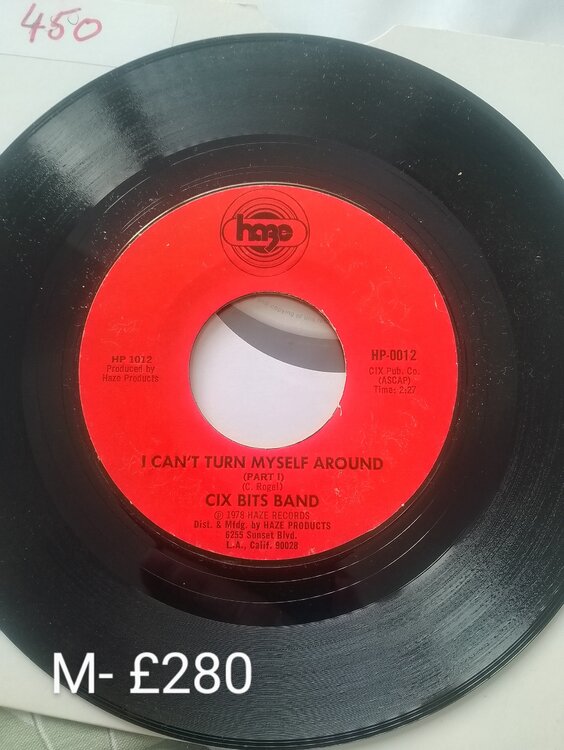 450
haze
HP 1012
Produced by
Haze Products
HP-0012
CIX Pub. Co.
(ASCAP)
Time: 2:27
I CAN'T TURN MYSELF AROUND
(PART I)
(C. Rogel)
CIX BITS BAND
Ⓟ 1978 HAZE RECORDS
Dist. & Mfdg. by HAZE PRODUCTS
6255 Sunset Blvd.
L.A., Calif. 90028
M- £280